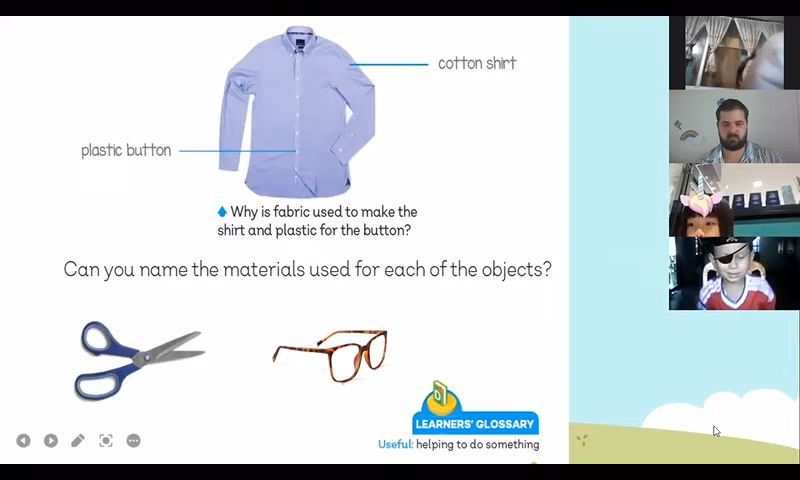 cotton shirt
plastic button
Why is fabric used to make the
shirt and plastic for the button?
Can you name the materials used for each of the objects?
LEARNERS' GLOSSARY
Useful: helping to do something